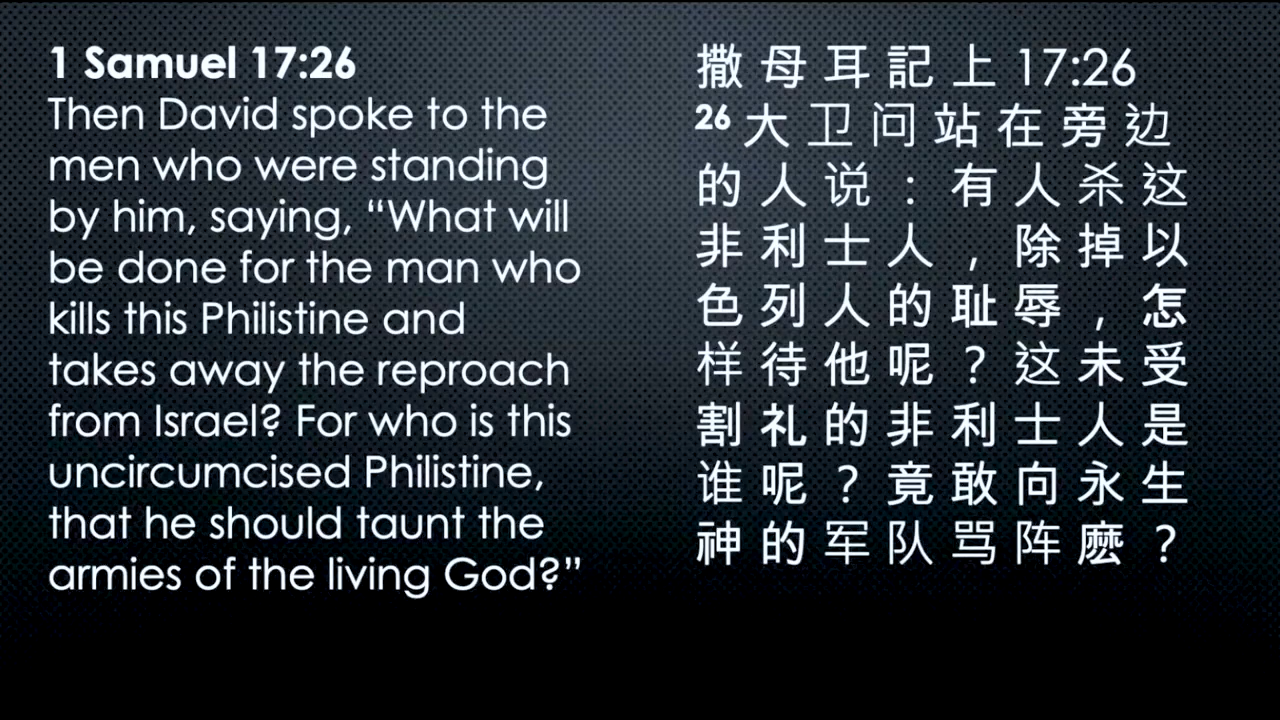 1 Samuel 17:26
Then David spoke to the
men who were standing
by him, saying, “What will
be done for the man who
kills this Philistine and
takes away the reproach
from Israel? For who is this
uncircumcised Philistine,
that he should taunt the
armies of the living God?”
撒母耳記上 17:26
26 大卫问站在旁边
的人说：有人杀这
非利士人，除掉以
色列人的耻辱，怎
样待他呢？这未受
割礼的非利士人是
谁呢？竟敢向永生
神的军队骂阵麽？